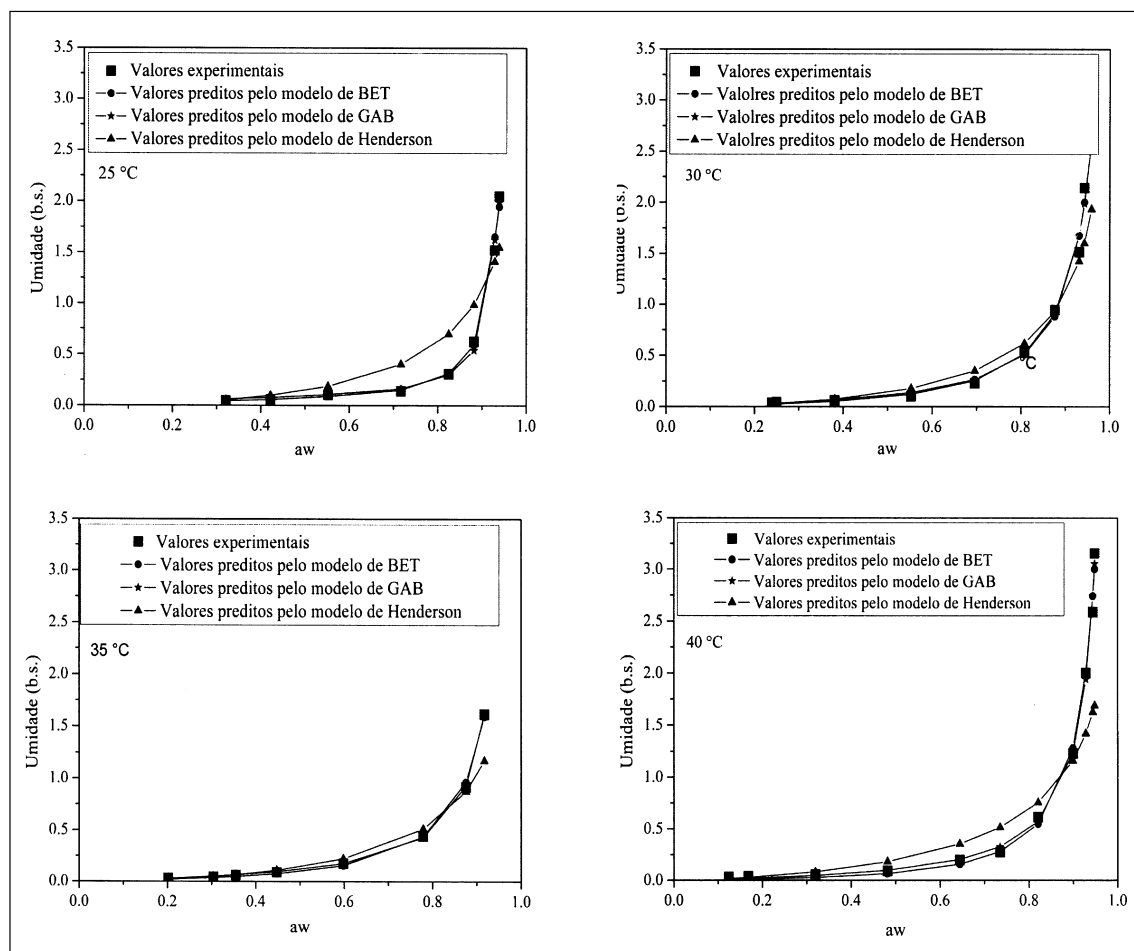 3.5
3.0
2.5
2.0
1.5
1.0
0.5
0.0
Umidade (b.s.)
Valores experimentais
Valores preditos pelo modelo de BET
Valores preditos pelo modelo de GAB
Valores preditos pelo modelo de Henderson
25 °C
0.0 0.2 0.4 0.6 0.8 1.0
aw
3.5
3.0
2.5
2.0
1.5
1.0
0.5
0.0
Umidade (b.s.)
Valores experimentais
Valolres preditos pelo modelo de BET
Valolres preditos pelo modelo de GAB
Valolres preditos pelo modelo de Henderson
30 °C
C
0.0 0.2 0.4 0.6 0.8 1.0
aw
3.5
3.0
2.5
2.0
1.5
1.0
0.5
0.0
Umidade (b.s.)
Valores experimentais
Valores preditos pelo modelo de BET
Valores preditos pelo modelo de GAB
Valores preditos pelo modelo de Henderson
35 °C
0.0 0.2 0.4 0.6 0.8 1.0
aw
3.5
3.0
2.5
2.0
1.5
1.0
0.5
0.0
Umidade (b.s.)
Valores experimentais
Valores preditos pelo modelo de BET
Valores preditos pelo modelo de GAB
Valores preditos pelo modelo de Henderson
40 °C
0.0 0.2 0.4 0.6 0.8 1.0
aw